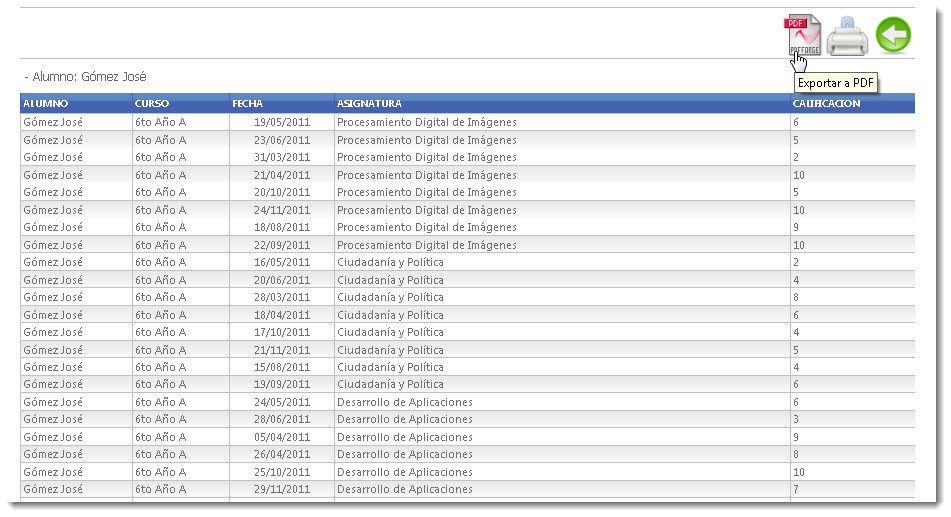 PDF
PDFFORGE
Exportar a PDF
- Alumno: Gómez José
ALUMNO CURSO FECHA ASIGNATURA CALIFICACION
Gómez José 6to Año A 19/05/2011 Procesamiento Digital de Imágenes 6
Gómez José 6to Año A 23/06/2011 Procesamiento Digital de Imágenes 5
Gómez José 6to Año A 31/03/2011 Procesamiento Digital de Imágenes 2
Gómez José 6to Año A 21/04/2011 Procesamiento Digital de Imágenes 10
Gómez José 6to Año A 20/10/2011 Procesamiento Digital de Imágenes 5
Gómez José 6to Año A 24/11/2011 Procesamiento Digital de Imágenes 10
Gómez José 6to Año A 18/08/2011 Procesamiento Digital de Imágenes 9
Gómez José 6to Año A 22/09/2011 Procesamiento Digital de Imágenes 10
Gómez José 6to Año A 16/05/2011 Ciudadanía y Política 2
Gómez José 6to Año A 20/06/2011 Ciudadanía y Política 4
Gómez José 6to Año A 28/03/2011 Ciudadanía y Política 8
Gómez José 6to Año A 18/04/2011 Ciudadanía y Política 6
Gómez José 6to Año A 17/10/2011 Ciudadanía y Política 4
Gómez José 6to Año A 21/11/2011 Ciudadanía y Política 5
Gómez José 6to Año A 15/08/2011 Ciudadanía y Política 4
Gómez José 6to Año A 19/09/2011 Ciudadanía y Política 6
Gómez José 6to Año A 24/05/2011 Desarrollo de Aplicaciones 6
Gómez José 6to Año A 28/06/2011 Desarrollo de Aplicaciones 3
Gómez José 6to Año A 05/04/2011 Desarrollo de Aplicaciones 9
Gómez José 6to Año A 26/04/2011 Desarrollo de Aplicaciones 8
Gómez José 6to Año A 25/10/2011 Desarrollo de Aplicaciones 10
Gómez José 6to Año A 29/11/2011 Desarrollo de Aplicaciones 7